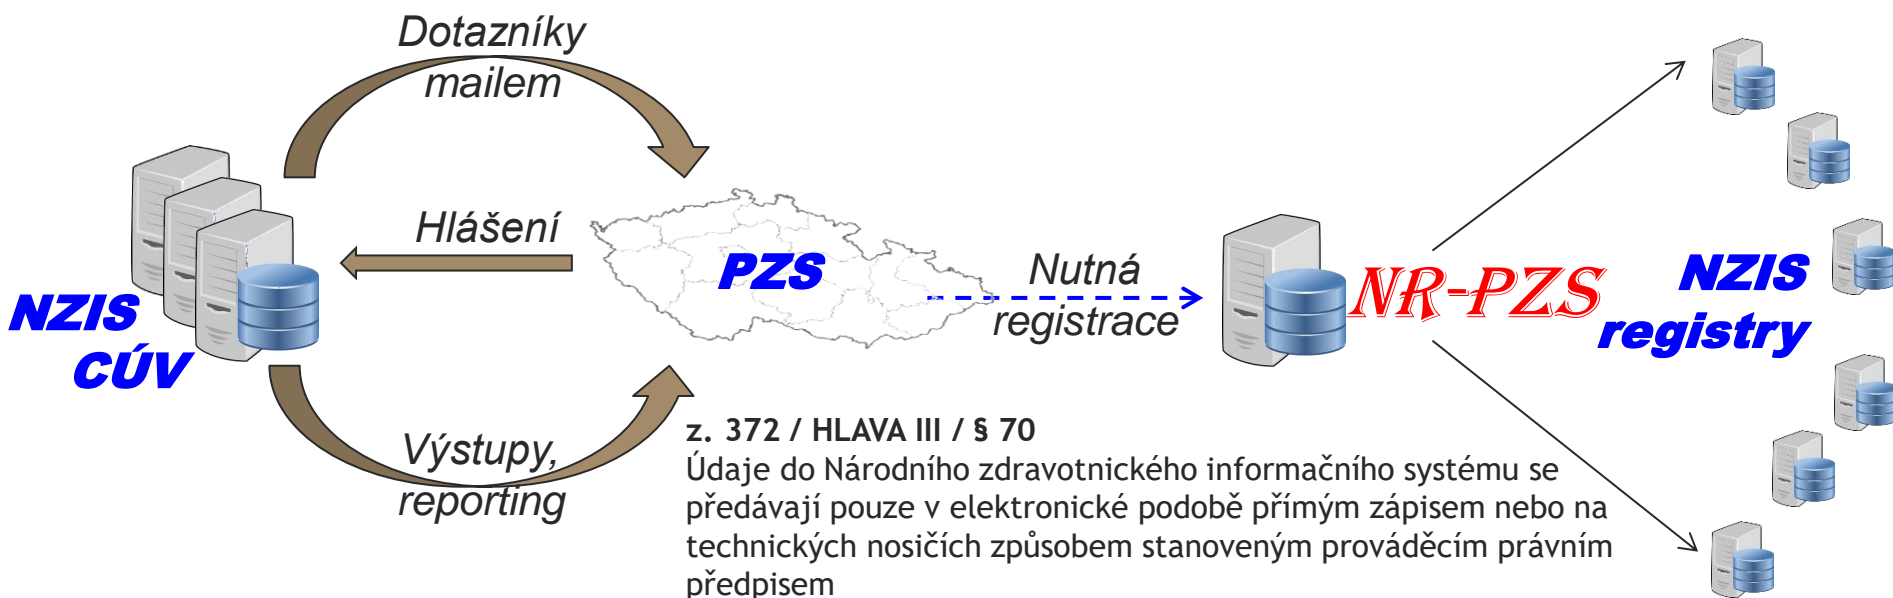 Dotazníky
mailem
Hlášení
NZIS
CÚV
PZS
Výstupy,
reporting
Nutná
registrace
NR-PZS
NZIS
registry
z. 372 / HLAVA III / § 70
Údaje do Národního zdravotnického informačního systému se
předávají pouze v elektronické podobě přímým zápisem nebo na
technických nosičích způsobem stanoveným prováděcím právním
předpisem